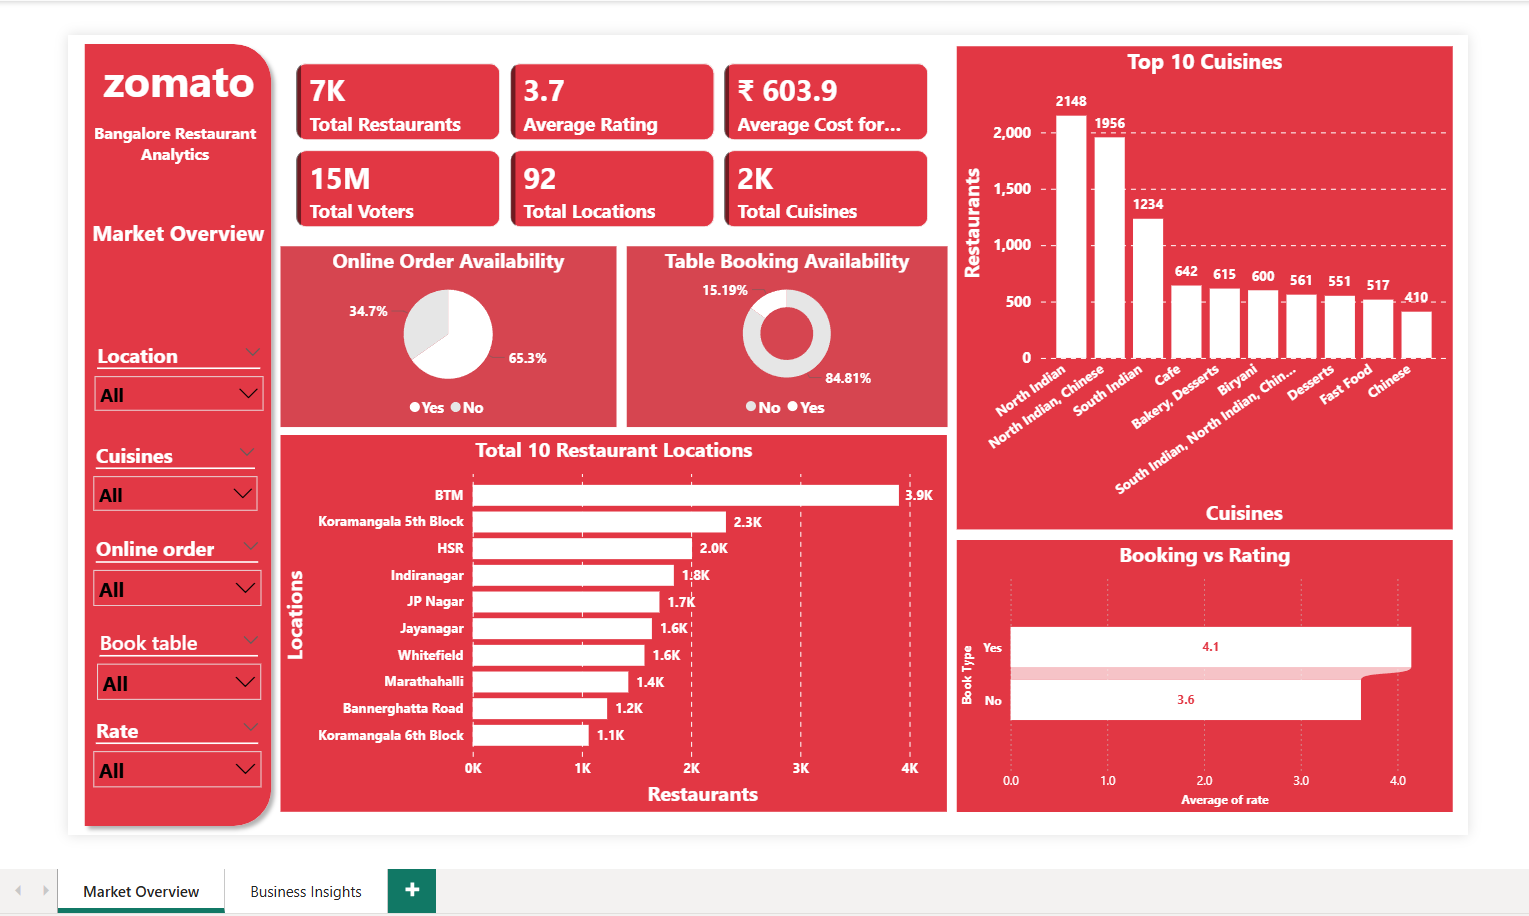 zomato
Bangalore Restaurant
Analytics
Market Overview
Location
All
Cuisines
All
Online order
All
Book table
All
Rate
All
7K
Total Restaurants
3.7
Average Rating
₹ 603.9
Average Cost for...
15M
Total Voters
92
Total Locations
2K
Total Cuisines
Online Order Availability
34.7%
65.3%
Yes No
Table Booking Availability
15.19%
84.81%
No Yes
Total 10 Restaurant Locations
Locations
BTM 3.9K
Koramangala 5th Block 2.3K
HSR 2.0K
Indiranagar 1.8K
JP Nagar 1.7K
Jayanagar 1.6K
Whitefield 1.6K
Marathahalli 1.4K
Bannerghatta Road 1.2K
Koramangala 6th Block 1.1K
0K 1K 2K 3K 4K
Restaurants
Top 10 Cuisines
Restaurants
2,000
1,500
1,000
500
0
2148 1956 1234 642 615 600 561 551 517 410
North Indian
North Indian, Chinese
South Indian
Cafe
Bakery, Desserts
Biryani
South Indian, North Indian, Chin...
Desserts
Fast Food
Chinese
Cuisines
Booking vs Rating
Book Type
Yes 4.1
No 3.6
0.0 1.0 2.0 3.0 4.0
Average of rate
Market Overview Business Insights +